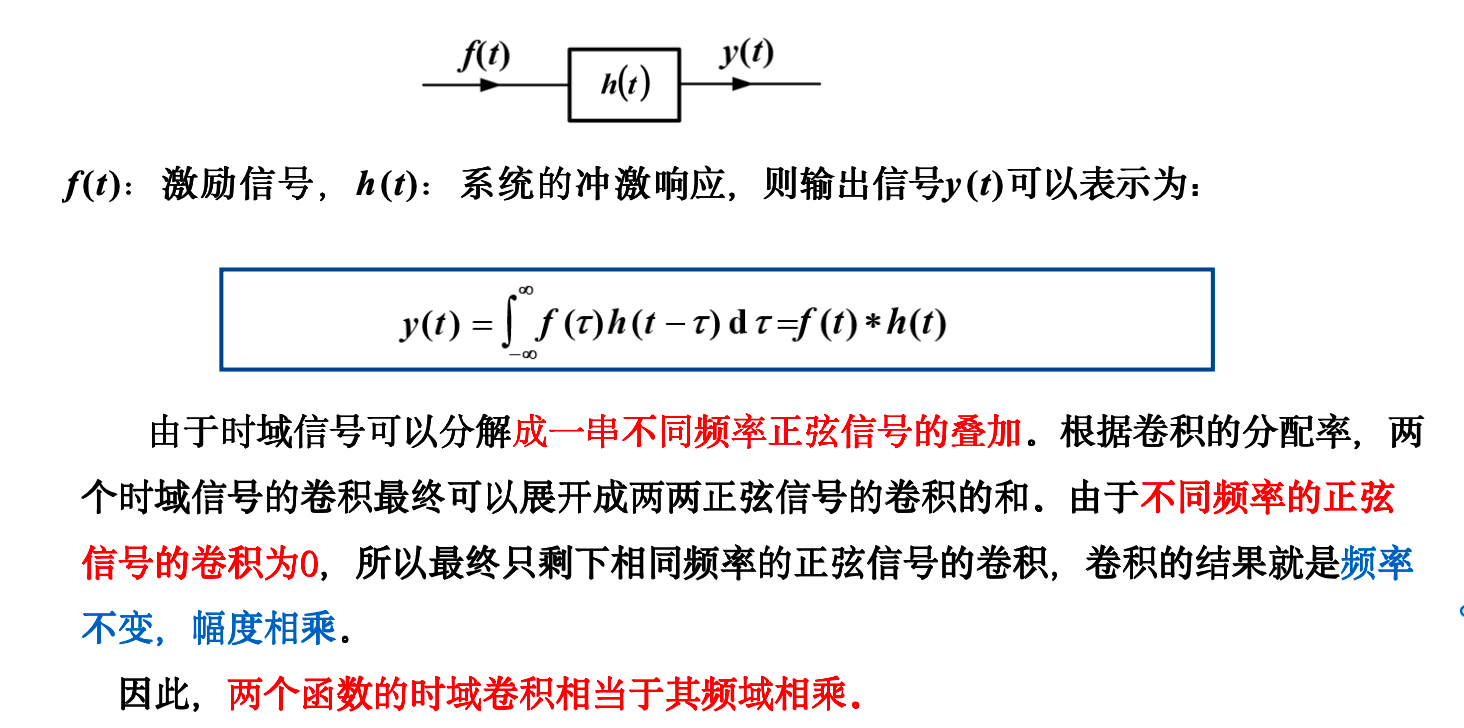 f(t)
y(t)
h(t)
f(t)：激励信号，h(t)：系统的冲激响应，则输出信号y(t)可以表示为：
y(t) = ∫_{-∞}^{∞} f(τ)h(t − τ) d τ=f(t)*h(t)
由于时域信号可以分解成一串不同频率正弦信号的叠加。根据卷积的分配率，两
个时域信号的卷积最终可以展开成两两正弦信号的卷积的和。由于不同频率的正弦
信号的卷积为0，所以最终只剩下相同频率的正弦信号的卷积，卷积的结果就是频率
不变，幅度相乘。
因此，两个函数的时域卷积相当于其频域相乘。